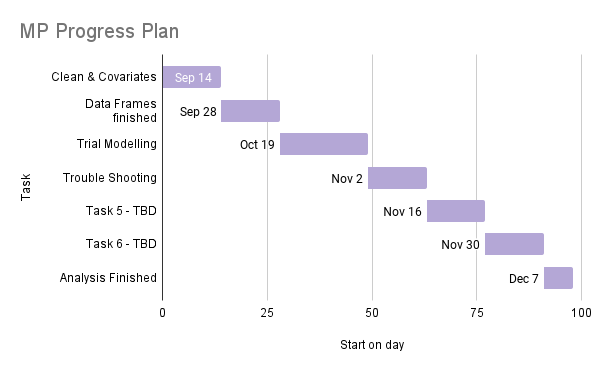 MP Progress Plan
Clean & Covariates
Sep 14
Data Frames
finished
Sep 28
Trial Modelling
Oct 19
Trouble Shooting
Nov 2
Task 5 - TBD
Nov 16
Task 6 - TBD
Nov 30
Analysis Finished
Dec 7
Task
0
25
50
75
100
Start on day